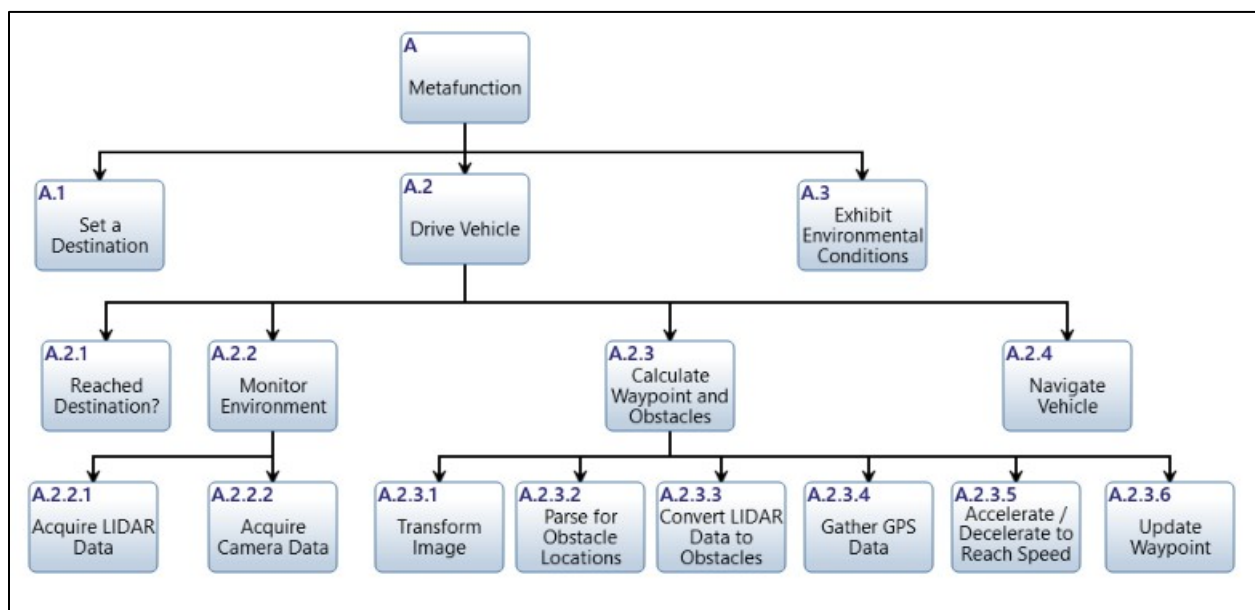 A
Metafunction
A.1
Set a
Destination
A.2
Drive Vehicle
A.3
Exhibit
Environmental
Conditions
A.2.1
Reached
Destination?
A.2.2
Monitor
Environment
A.2.3
Calculate
Waypoint and
Obstacles
A.2.4
Navigate
Vehicle
A.2.2.1
Acquire LIDAR
Data
A.2.2.2
Acquire
Camera Data
A.2.3.1
Transform
Image
A.2.3.2
Parse for
Obstacle
Locations
A.2.3.3
Convert LIDAR
Data to
Obstacles
A.2.3.4
Gather GPS
Data
A.2.3.5
Accelerate /
Decelerate to
Reach Speed
A.2.3.6
Update
Waypoint